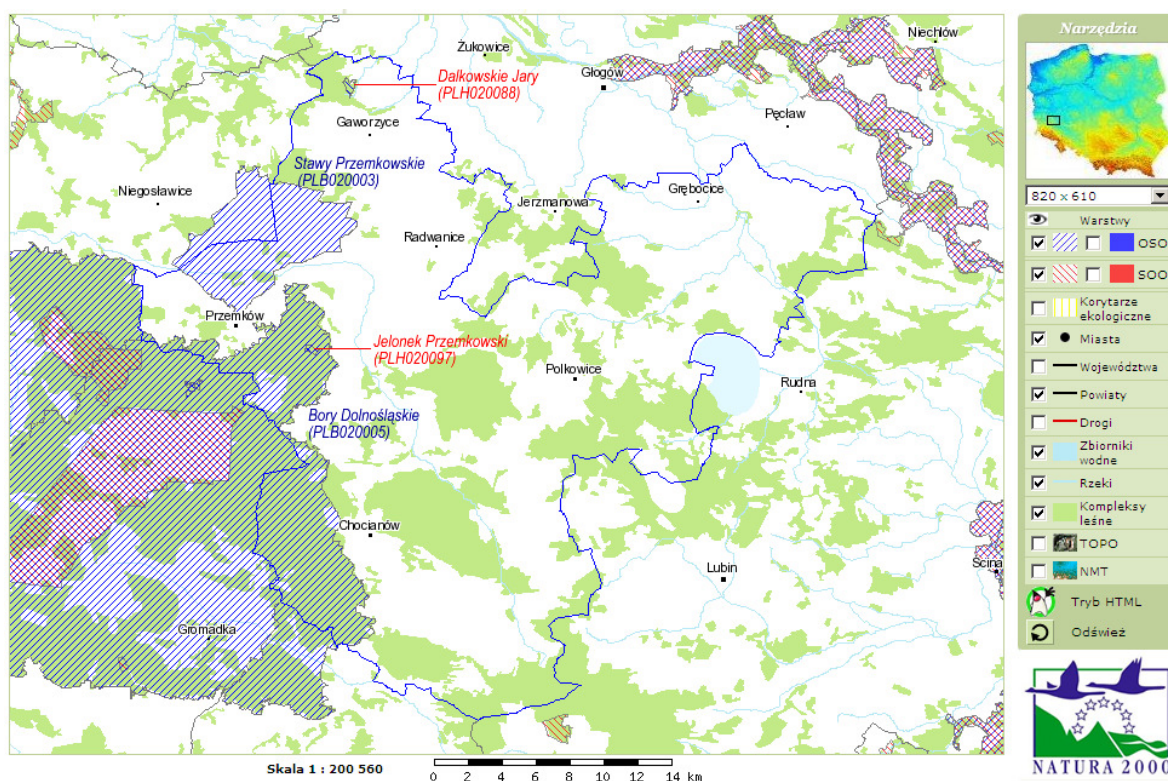 Żukowice
Niechlów
Głogów
Dalkowskie Jary
(PLH020088)
Gaworzyce
Pęcław
Stawy Przemkowskie
(PLB020003)
Niegosławice
Grębocice
Jerzmanowa
Radwanice
Przemków
Jelonek Przemkowski
(PLH020097)
Polkowice
Rudna
Bory Dolnośląskie
(PLB020005)
Chocianów
Lubin
Ścina
Gromadka
Skala 1 : 200 560
0 2 4 6 8 10 12 14 km
Narzędzia
820 x 610
Warstwy
OSO
SOO
Korytarze
ekologiczne
Miasta
Województwa
Powiaty
Drogi
Zbiorniki
wodne
Rzeki
Kompleksy
leśne
TOPO
NMT
Tryb HTML
Odśwież
NATURA 2000